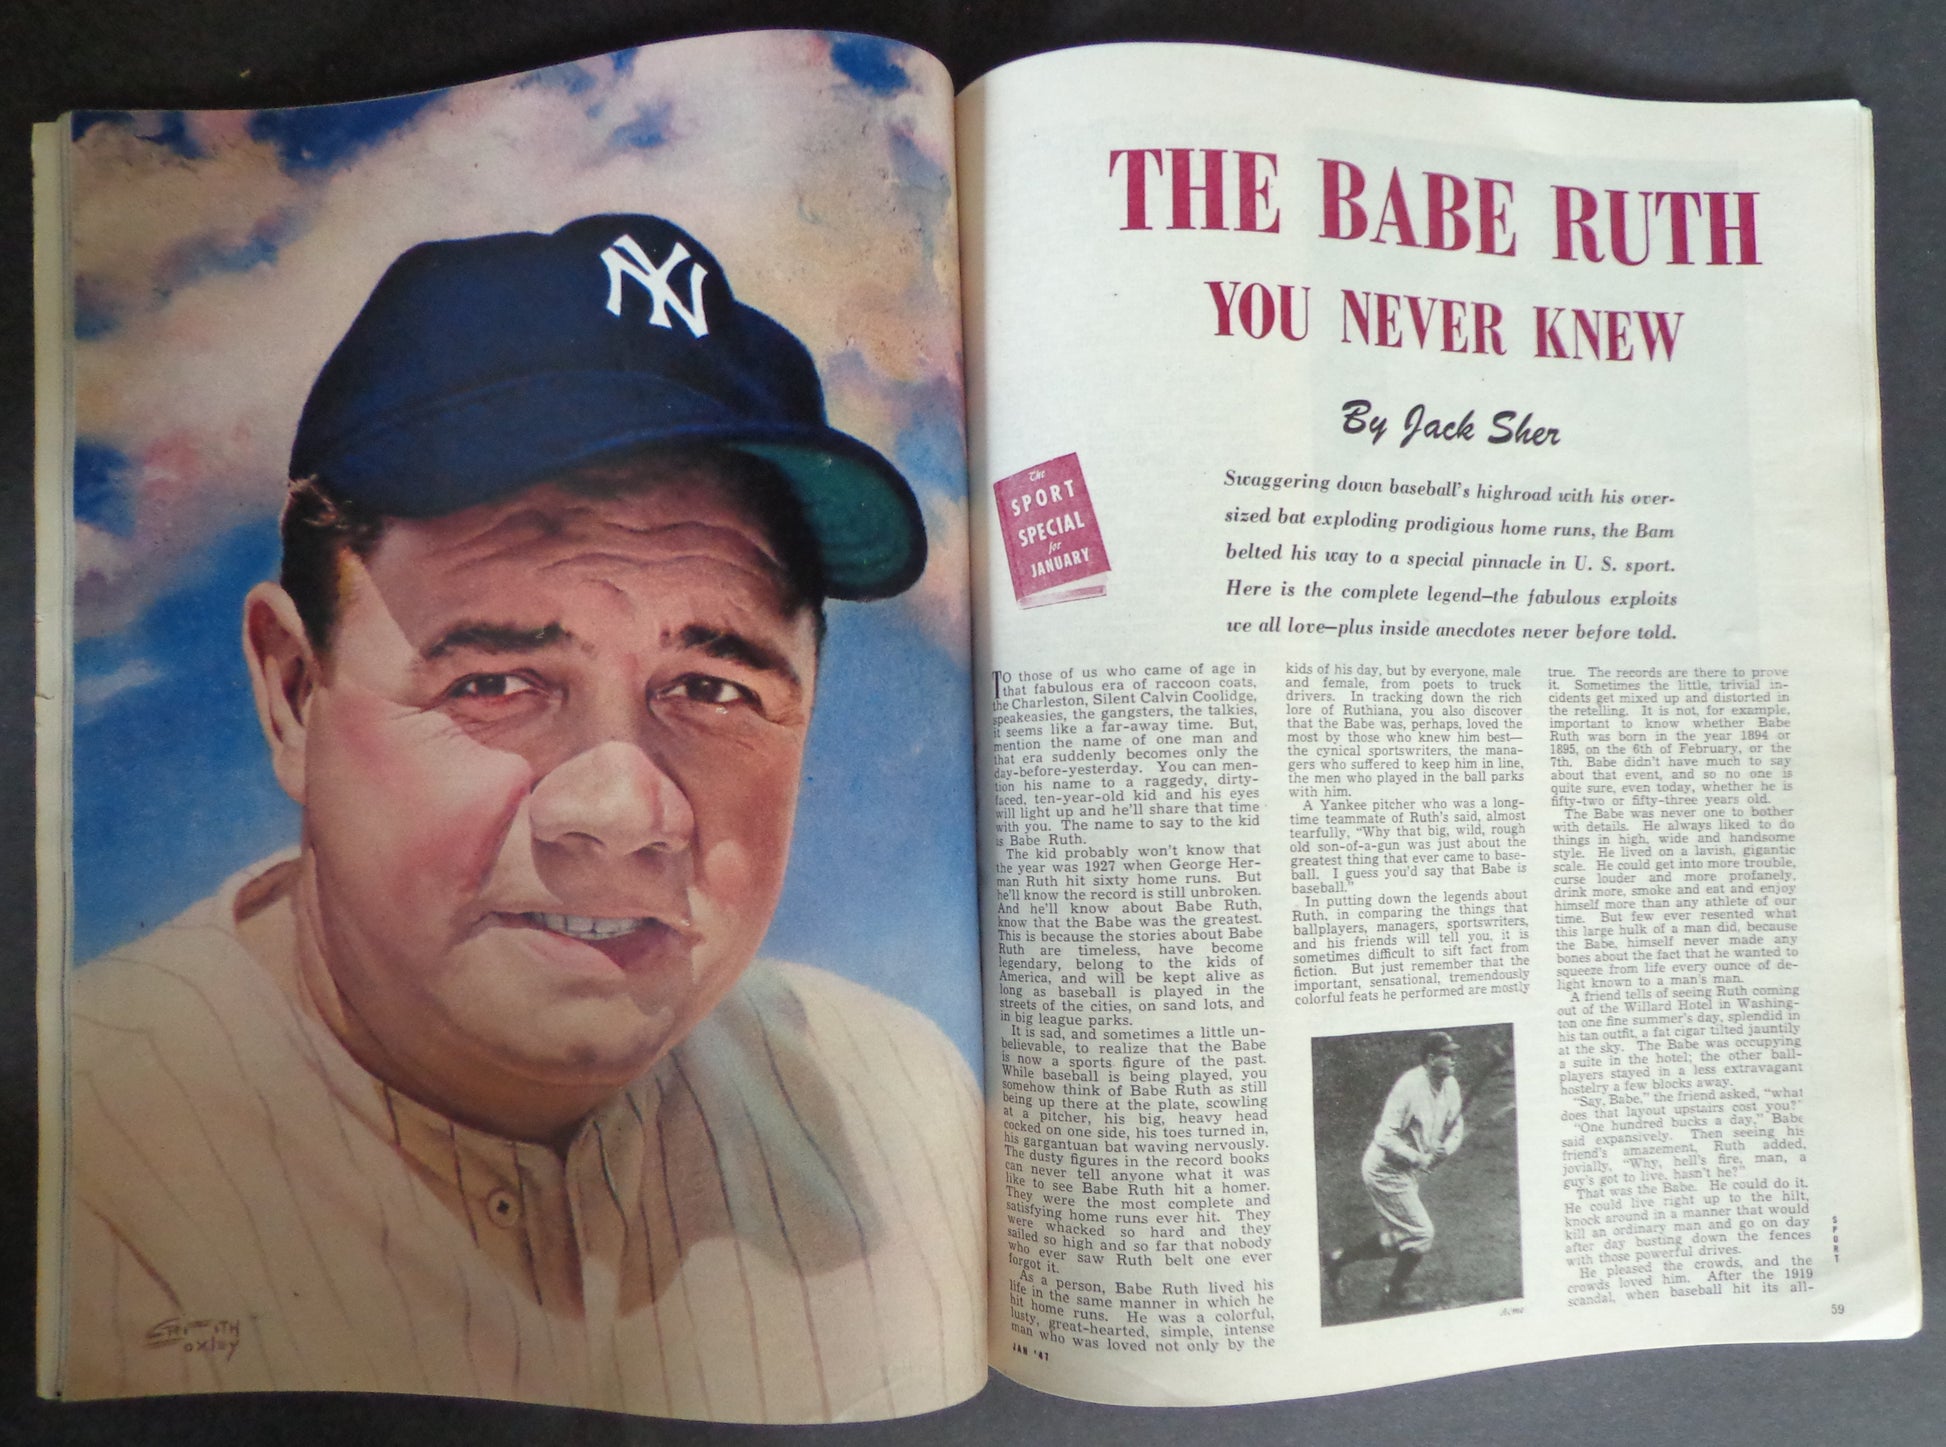 NY
GRIFFITH
OXLEY
THE BABE RUTH
YOU NEVER KNEW
By Jack Sher
The
SPORT
SPECIAL
for
JANUARY
Swaggering down baseball's highroad with his over-
sized bat exploding prodigious home runs, the Bam
belted his way to a special pinnacle in U. S. sport.
Here is the complete legend—the fabulous exploits
we all love—plus inside anecdotes never before told.
TO those of us who came of age in
that fabulous era of raccoon coats,
the Charleston, Silent Calvin Coolidge,
speakeasies, the gangsters, the talkies,
it seems like a far-away time. But,
mention the name of one man and
that era suddenly becomes only the
day-before-yesterday. You can men-
tion his name to a raggedy, dirty-
faced, ten-year-old kid and his eyes
will light up and he'll share that time
with you. The name to say to the kid
is Babe Ruth.
The kid probably won't know that
the year was 1927 when George Her-
man Ruth hit sixty home runs. But
he'll know the record is still unbroken.
And he'll know about Babe Ruth,
know that the Babe was the greatest.
This is because the stories about Babe
Ruth are timeless, have become
legendary, belong to the kids of
America, and will be kept alive as
long as baseball is played in the
streets of the cities, on sand lots, and
in big league parks.
It is sad, and sometimes a little un-
believable, to realize that the Babe
is now a sports figure of the past.
While baseball is being played, you
somehow think of Babe Ruth as still
being up there at the plate, scowling
at a pitcher, his big, heavy head
cocked on one side, his toes turned in,
his gargantuan bat waving nervously.
The dusty figures in the record books
can never tell anyone what it was
like to see Babe Ruth hit a homer.
They were the most complete and
satisfying home runs ever hit. They
were whacked so hard and they
sailed so high and so far that nobody
who ever saw Ruth belt one ever
forgot it.
As a person, Babe Ruth lived his
life in the same manner in which he
hit home runs. He was a colorful,
lusty, great-hearted, simple, intense
man who was loved not only by the
JAN '47
kids of his day, but by everyone, male
and female, from poets to truck
drivers. In tracking down the rich
lore of Ruthiana, you also discover
that the Babe was, perhaps, loved the
most by those who knew him best—
the cynical sportswriters, the mana-
gers who suffered to keep him in line,
the men who played in the ball parks
with him.
A Yankee pitcher who was a long-
time teammate of Ruth's said, almost
tearfully, "Why that big, wild, rough
old son-of-a-gun was just about the
greatest thing that ever came to base-
ball. I guess you'd say that Babe is
baseball."
In putting down the legends about
Ruth, in comparing the things that
ballplayers, managers, sportswriters,
and his friends will tell you, it is
sometimes difficult to sift fact from
fiction. But just remember that the
important, sensational, tremendously
colorful feats he performed are mostly
Acme
true. The records are there to prove
it. Sometimes the little, trivial in-
cidents get mixed up and distorted in
the retelling. It is not, for example,
important to know whether Babe
Ruth was born in the year 1894 or
1895, on the 6th of February, or the
7th. Babe didn't have much to say
about that event, and so no one is
quite sure, even today, whether he is
fifty-two or fifty-three years old.
The Babe was never one to bother
with details. He always liked to do
things in high, wide and handsome
style. He lived on a lavish, gigantic
scale. He could get into more trouble,
curse louder and more profanely,
drink more, smoke and eat and enjoy
himself more than any athlete of our
time. But few ever resented what
this large hulk of a man did, because
the Babe, himself never made any
bones about the fact that he wanted to
squeeze from life every ounce of de-
light known to a man's man.
A friend tells of seeing Ruth coming
out of the Willard Hotel in Washing-
ton one fine summer's day, splendid in
his tan outfit, a fat cigar tilted jauntily
at the sky. The Babe was occupying
a suite in the hotel; the other ball-
players stayed in a less extravagant
hostelry a few blocks away.
"Say, Babe," the friend asked, "what
does that layout upstairs cost you?"
"One hundred bucks a day," Babe
said expansively. Then seeing his
friend's amazement, Ruth added,
jovially, "Why, hell's fire, man, a
guy's got to live, hasn't he?"
That was the Babe. He could do it.
He could live right up to the hilt,
knock around in a manner that would
kill an ordinary man and go on day
after day busting down the fences
with those powerful drives.
He pleased the crowds, and the
crowds loved him. After the 1919
scandal, when baseball hit its all-
SPORT
59